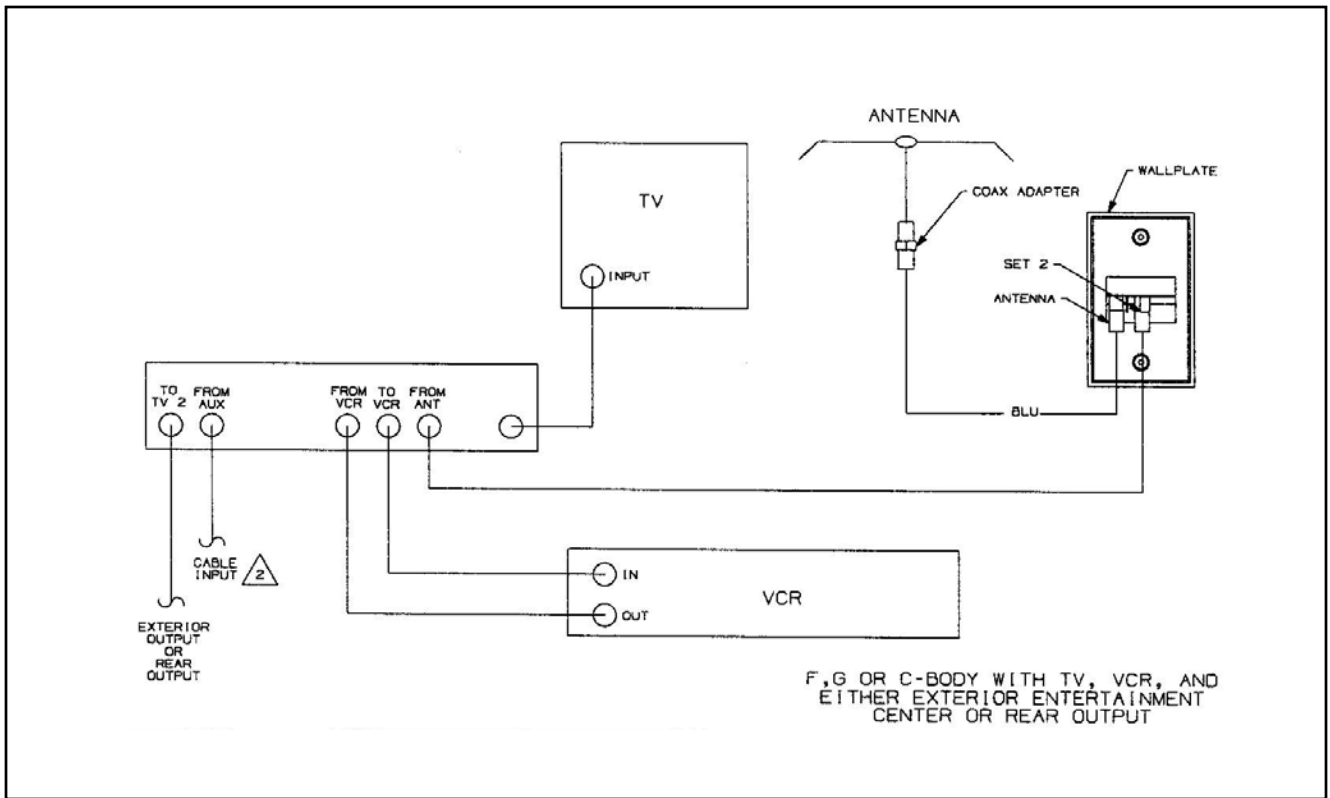 ANTENNA
WALLPLATE
COAX ADAPTER
TV
SET 2
INPUT
ANTENNA
TO
TV 2
FROM
AUX
FROM
VCR
TO
VCR
FROM
ANT
BLU
CABLE
INPUT
2
IN
VCR
OUT
EXTERIOR
OUTPUT
OR
REAR
OUTPUT
F,G OR C-BODY WITH TV, VCR, AND
EITHER EXTERIOR ENTERTAINMENT
CENTER OR REAR OUTPUT